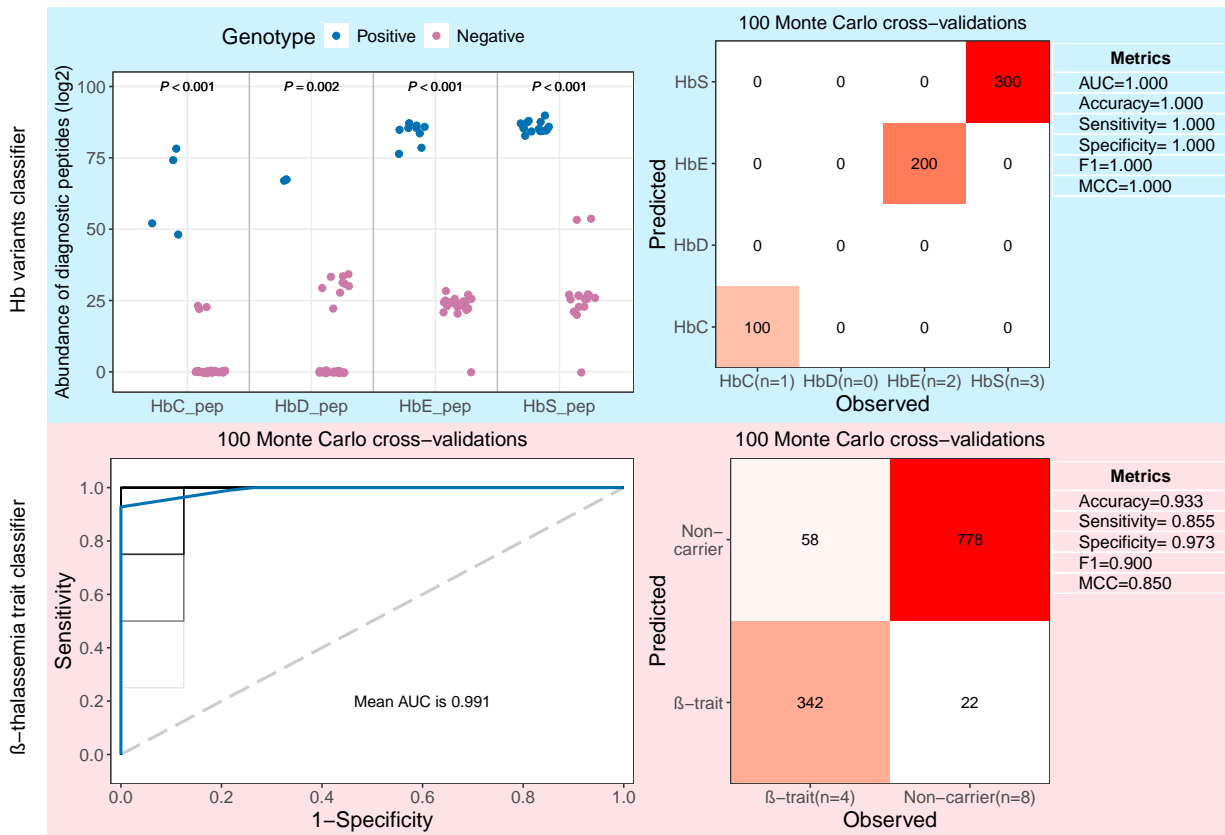 Hb variants classifier
Genotype Positive Negative
Abundance of diagnostic peptides (log2)
100
75
50
25
0
P < 0.001
P = 0.002
P < 0.001
P < 0.001
HbC_pep
HbD_pep
HbE_pep
HbS_pep
100 Monte Carlo cross−validations
Predicted
HbS
0
0
0
300
HbE
0
0
200
0
HbD
0
0
0
0
HbC
100
0
0
0
HbC(n=1)
HbD(n=0)
HbE(n=2)
HbS(n=3)
Observed
Metrics
AUC=1.000
Accuracy=1.000
Sensitivity= 1.000
Specificity= 1.000
F1=1.000
MCC=1.000
ß−thalassemia trait classifier
100 Monte Carlo cross−validations
Sensitivity
1.0
0.8
0.6
0.4
0.2
0.0
Mean AUC is 0.991
0.0
0.2
0.4
0.6
0.8
1.0
1−Specificity
100 Monte Carlo cross−validations
Predicted
Non−
carrier
58
778
ß−trait
342
22
ß−trait(n=4)
Non−carrier(n=8)
Observed
Metrics
Accuracy=0.933
Sensitivity= 0.855
Specificity= 0.973
F1=0.900
MCC=0.850